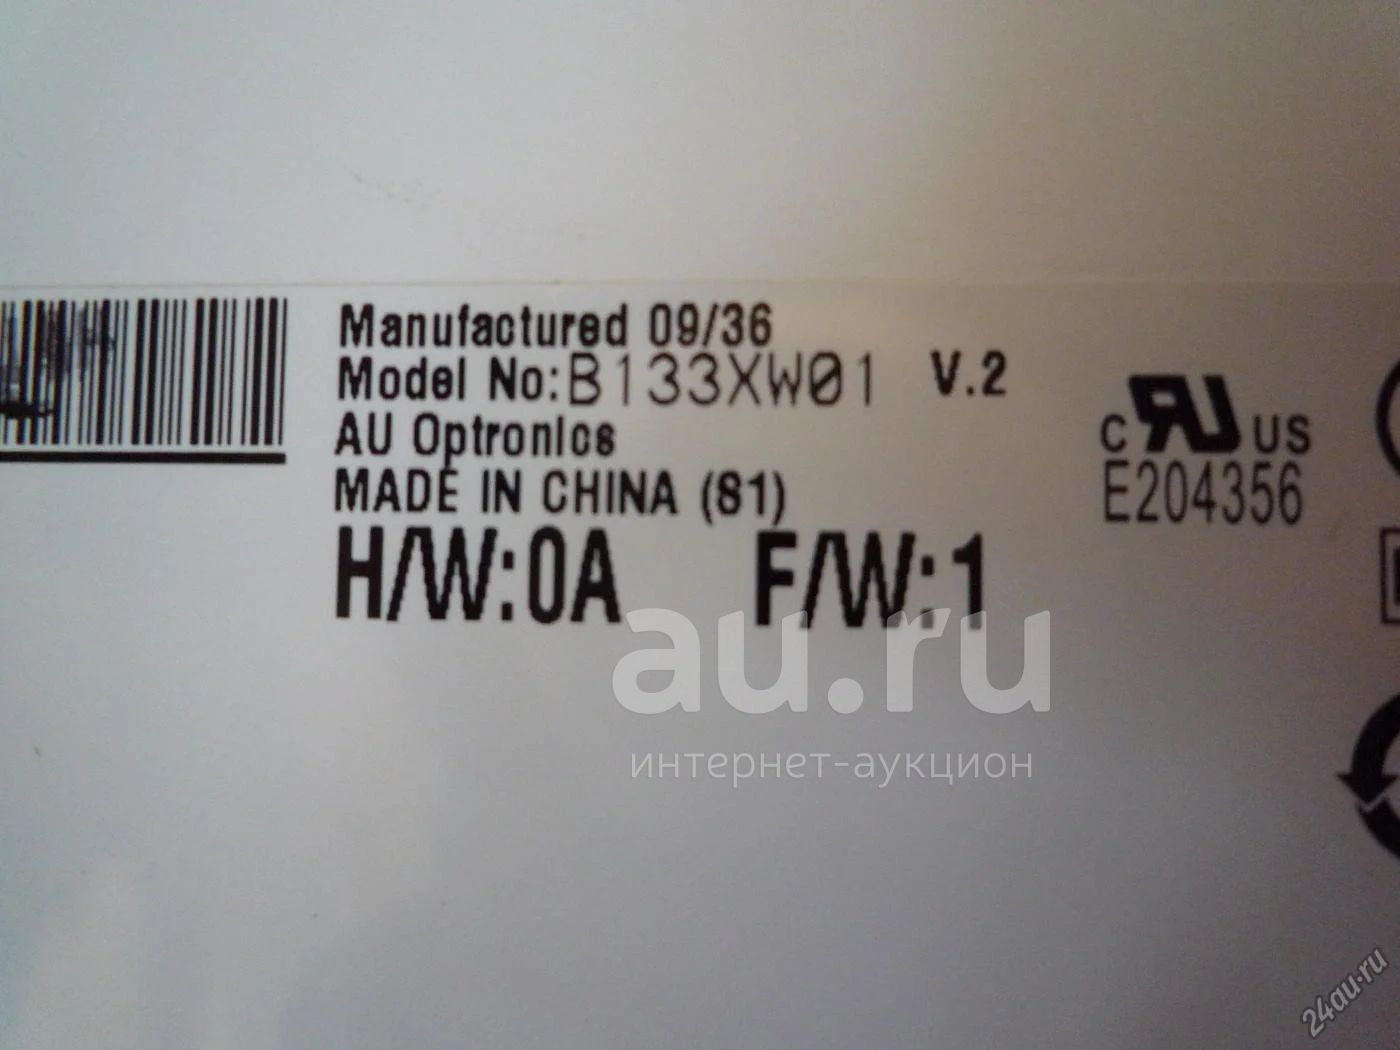 Manufactured 09/36
Model No:B133XW01 V.2
AU Optronics
MADE IN CHINA (S1)
H/W:0A F/W:1
c RU US
E204356
au.ru
интернет-аукцион
24au.ru